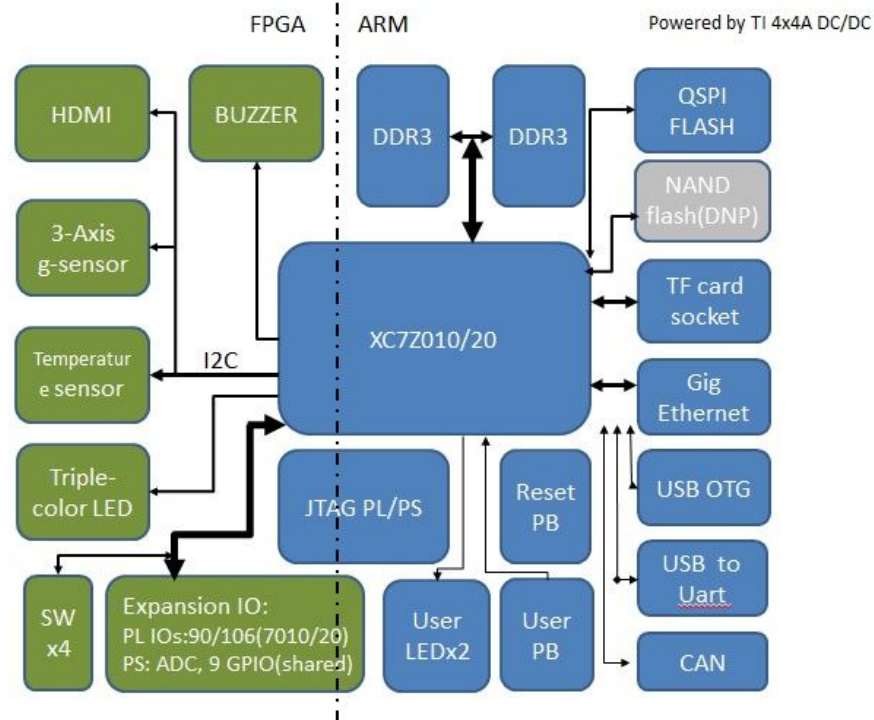 FPGA
ARM
Powered by TI 4x4A DC/DC
HDMI
BUZZER
DDR3
DDR3
QSPI
FLASH
NAND
flash(DNP)
3-Axis
g-sensor
TF card
socket
XC7Z010/20
Temperatur
e sensor
I2C
Gig
Ethernet
Triple-
color LED
JTAG PL/PS
Reset
PB
USB OTG
USB to
Uart
SW
x4
Expansion IO:
PL IOs:90/106(7010/20)
PS: ADC, 9 GPIO(shared)
User
LEDx2
User
PB
CAN